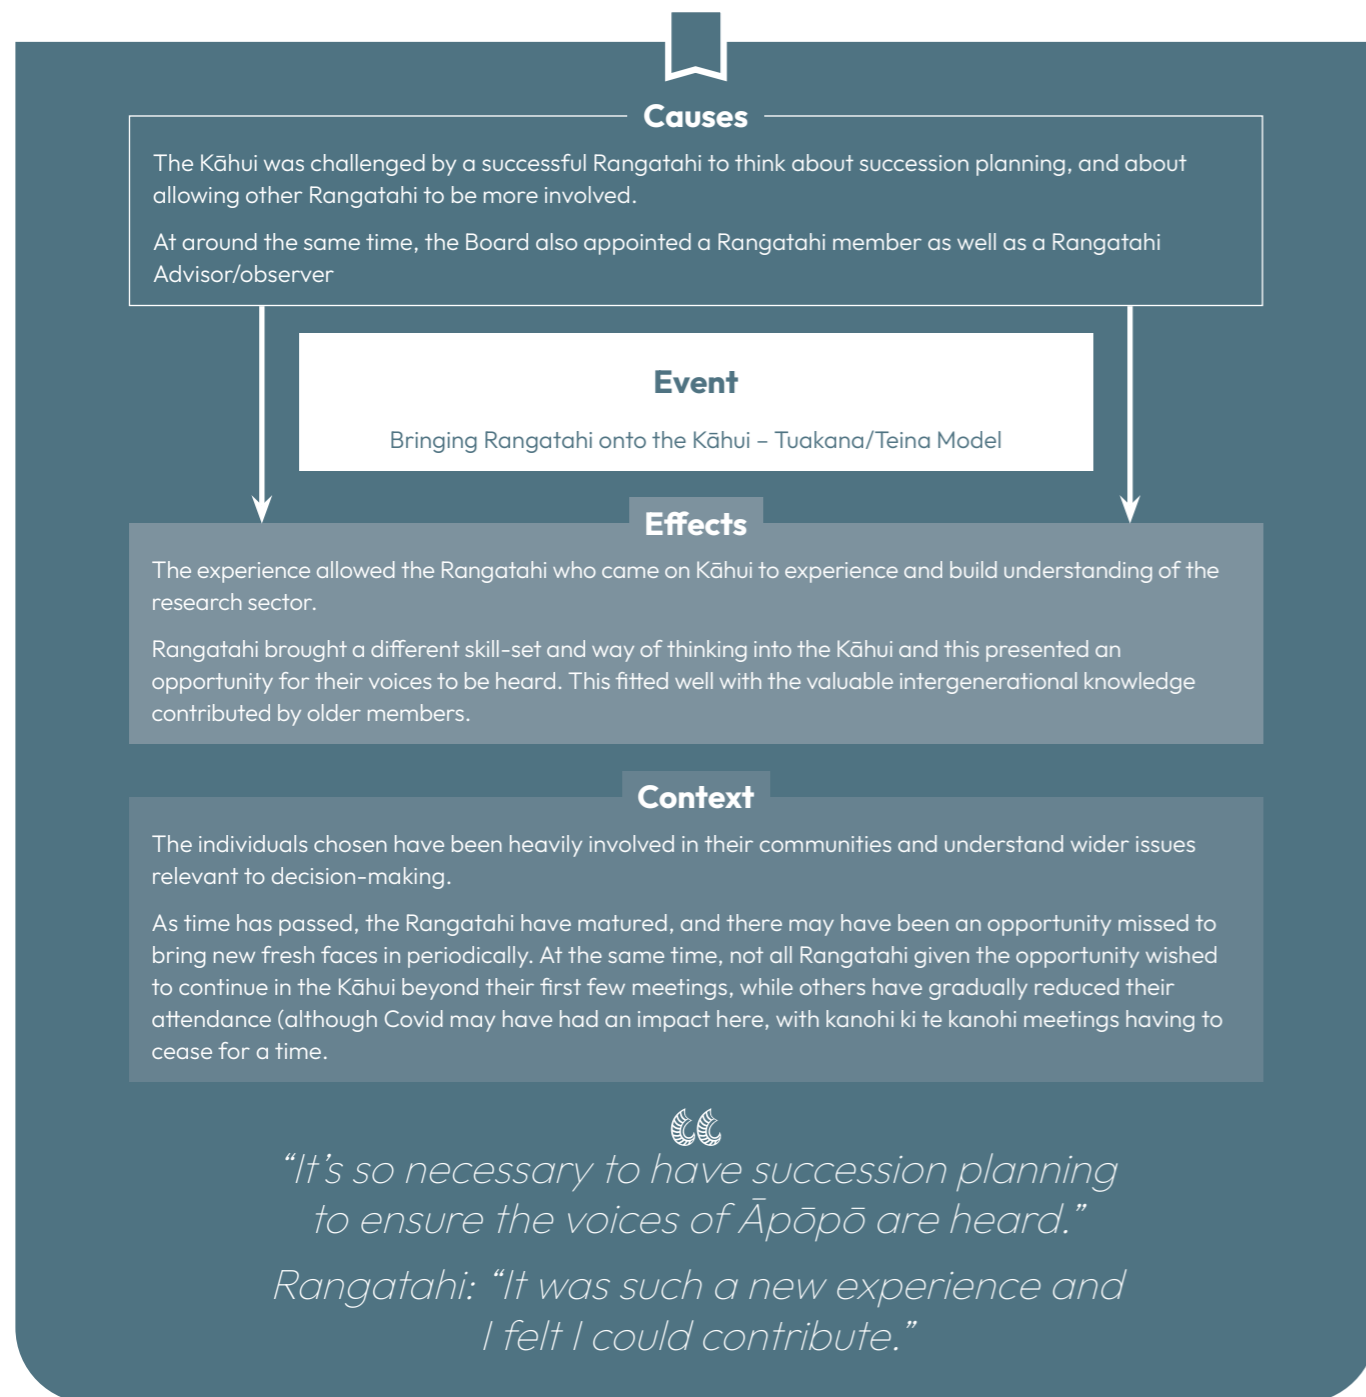 Causes
The Kāhui was challenged by a successful Rangatahi to think about succession planning, and about
allowing other Rangatahi to be more involved.
At around the same time, the Board also appointed a Rangatahi member as well as a Rangatahi
Advisor/observer
Event
Bringing Rangatahi onto the Kāhui – Tuakana/Teina Model
Effects
The experience allowed the Rangatahi who came on Kāhui to experience and build understanding of the
research sector.
Rangatahi brought a different skill-set and way of thinking into the Kāhui and this presented an
opportunity for their voices to be heard. This fitted well with the valuable intergenerational knowledge
contributed by older members.
Context
The individuals chosen have been heavily involved in their communities and understand wider issues
relevant to decision-making.
As time has passed, the Rangatahi have matured, and there may have been an opportunity missed to
bring new fresh faces in periodically. At the same time, not all Rangatahi given the opportunity wished
to continue in the Kāhui beyond their first few meetings, while others have gradually reduced their
attendance (although Covid may have had an impact here, with kanohi ki te kanohi meetings having to
cease for a time.
“It’s so necessary to have succession planning
to ensure the voices of Āpōpō are heard.”
Rangatahi: “It was such a new experience and
I felt I could contribute.”